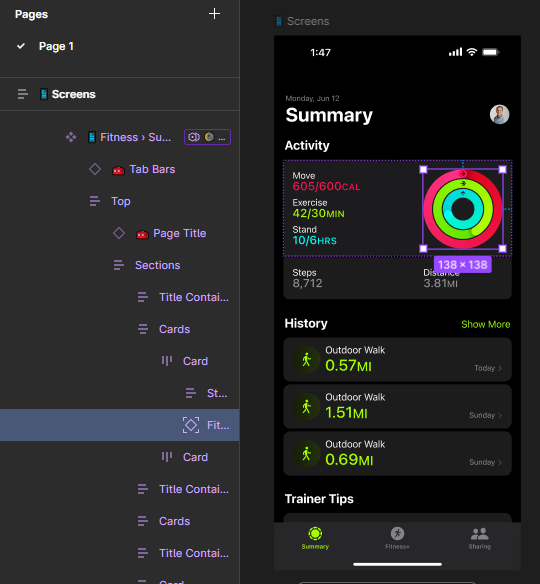 Pages
Page 1
Screens
Fitness › Su...
...
Tab Bars
Top
Page Title
Sections
Title Contai...
Cards
Card
St...
Fit...
Card
Title Contai...
Cards
Title Contai...
Card
Screens
1:47
Monday, Jun 12
Summary
Activity
Move
605/600CAL
Exercise
42/30MIN
Stand
10/6HRS
138 × 138
Steps
Distance
8,712
3.81MI
History
Show More
Outdoor Walk
0.57MI
Today
Outdoor Walk
1.51MI
Sunday
Outdoor Walk
0.69MI
Sunday
Trainer Tips
Summary
Fitness+
Sharing